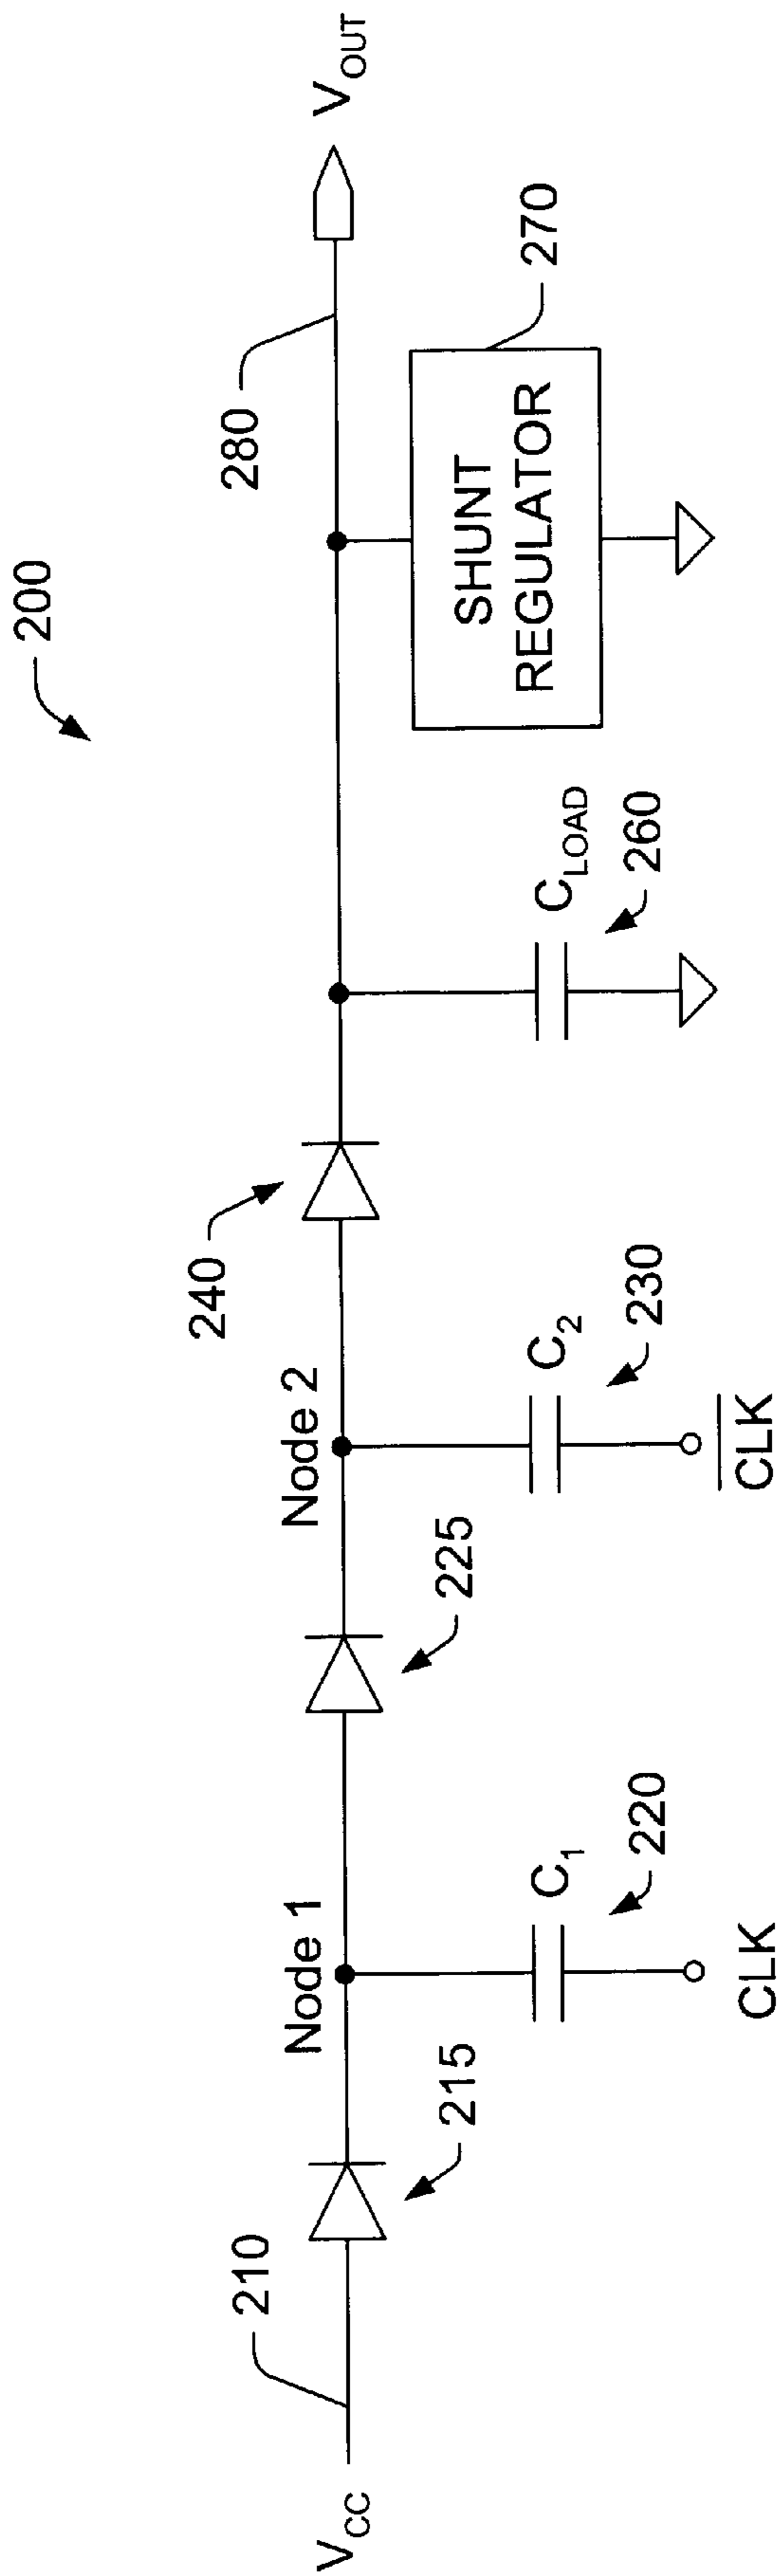 200
V_CC
210
215
Node 1
C_1
220
CLK
225
Node 2
C_2
230
C̅L̅K̅
240
C_LOAD
260
SHUNT
REGULATOR
270
280
V_OUT